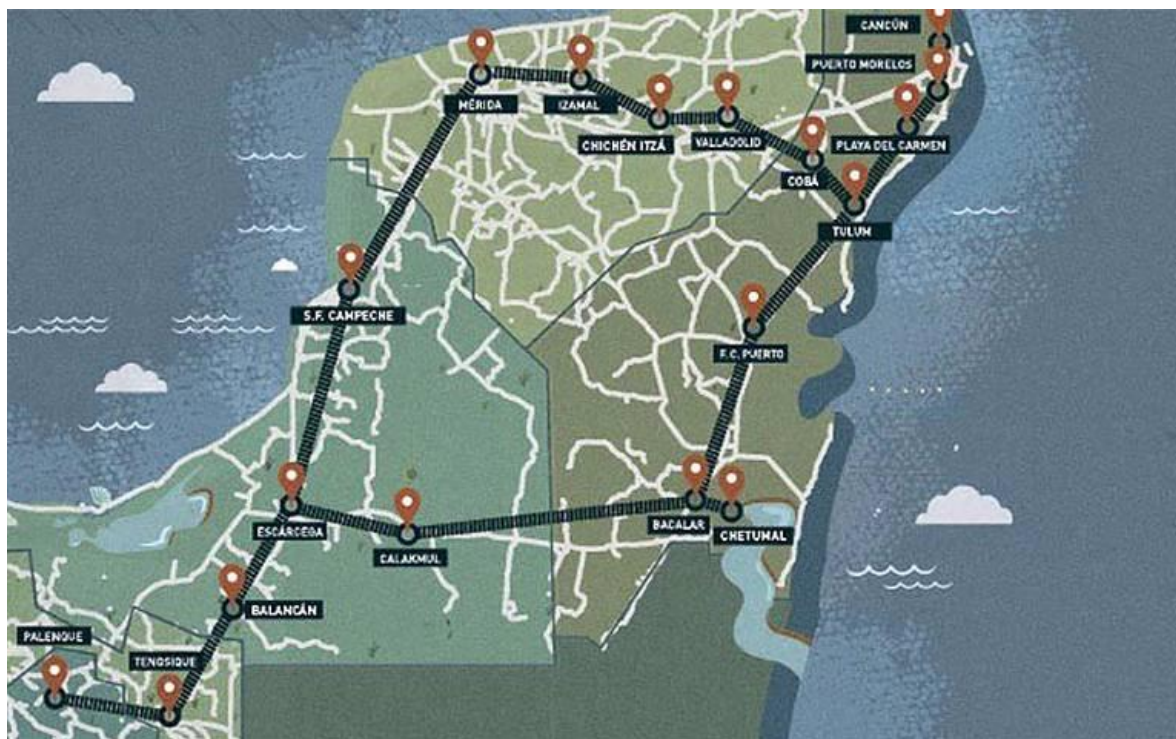 CANCÚN
PUERTO MORELOS
MÉRIDA
IZAMAL
CHICHÉN ITZÁ
VALLADOLID
PLAYA DEL CARMEN
COBÁ
TULUM
S.F. CAMPECHE
F.C. PUERTO
ESCÁRCEGA
CALAKMUL
BACALAR
CHETUMAL
BALANCÁN
PALENQUE
TENOSIQUE